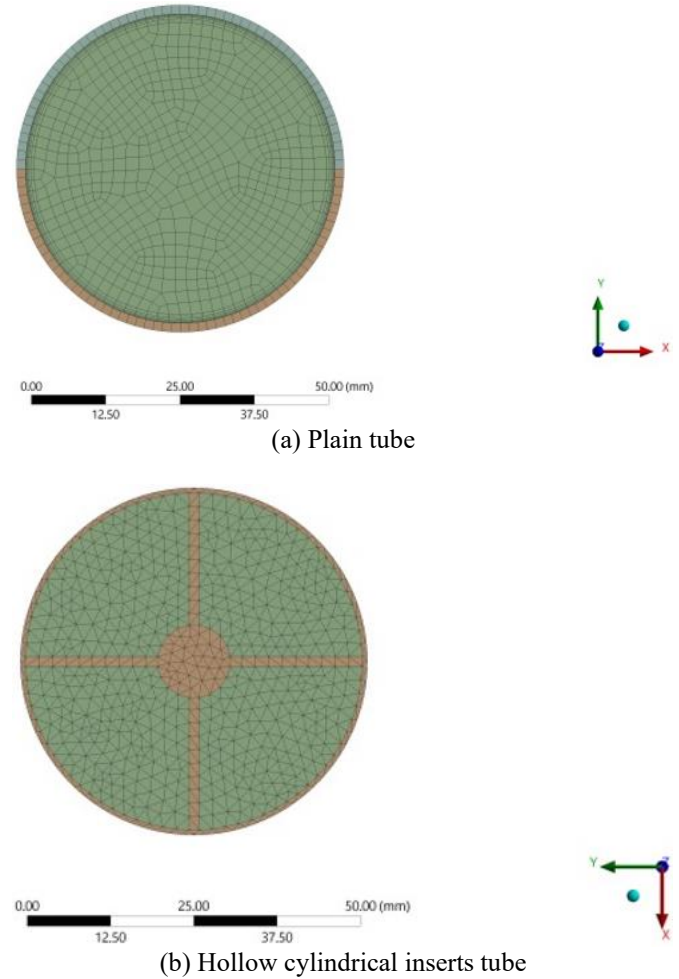 Y
Z
X
0.00 25.00 50.00 (mm)
12.50 37.50
(a) Plain tube
Y Z
X
0.00 25.00 50.00 (mm)
12.50 37.50
(b) Hollow cylindrical inserts tube